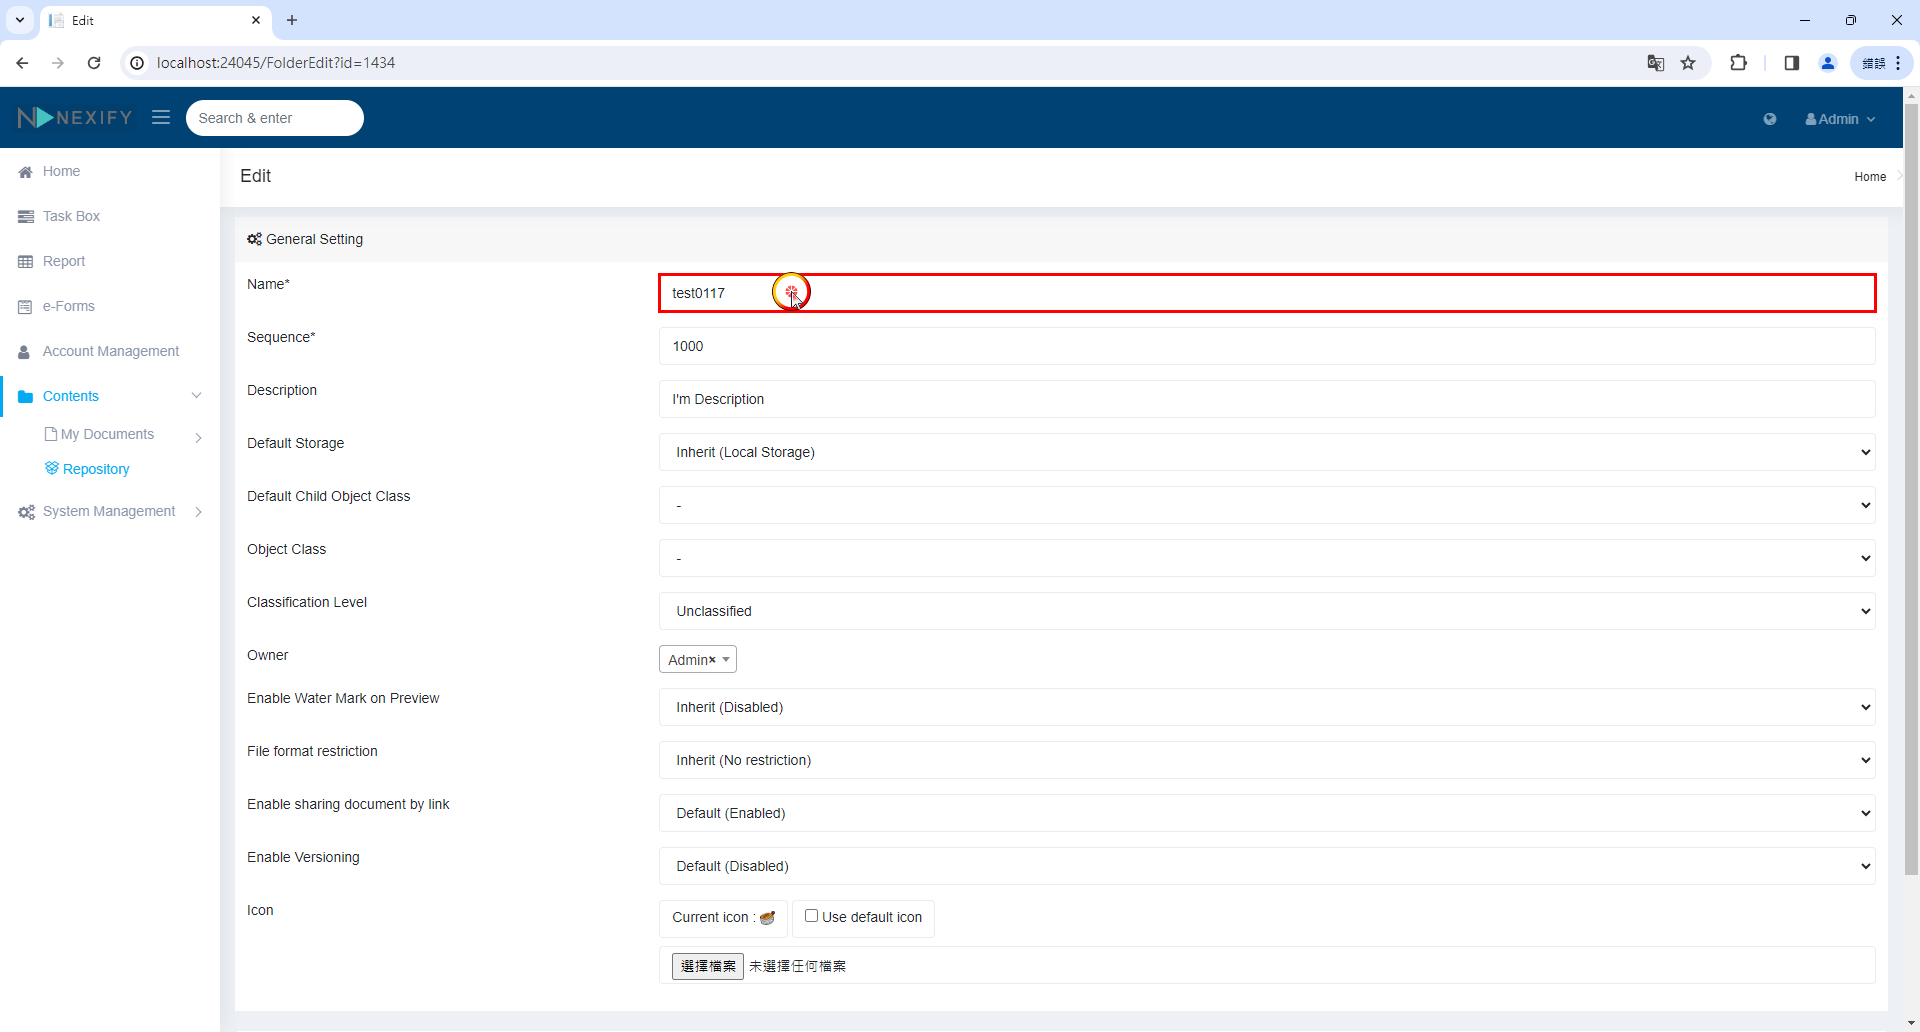 Edit
localhost:24045/FolderEdit?id=1434
錯誤
NEXIFY
Search & enter
Admin
Home
Task Box
Report
e-Forms
Account Management
Contents
My Documents
Repository
System Management
Edit
Home
General Setting
Name*
test0117
Sequence*
1000
Description
I'm Description
Default Storage
Inherit (Local Storage)
Default Child Object Class
-
Object Class
-
Classification Level
Unclassified
Owner
Admin×
Enable Water Mark on Preview
Inherit (Disabled)
File format restriction
Inherit (No restriction)
Enable sharing document by link
Default (Enabled)
Enable Versioning
Default (Disabled)
Icon
Current icon :
Use default icon
選擇檔案 未選擇任何檔案